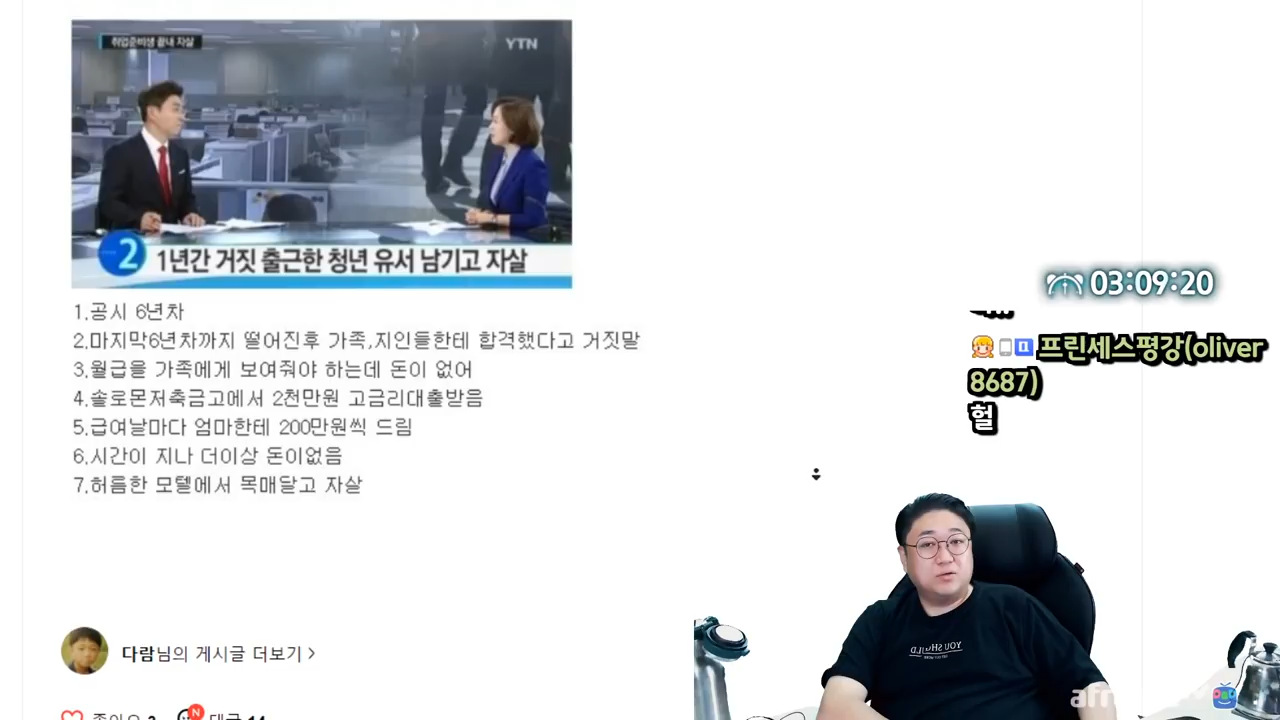 취업준비생 끝내 자살
YTN
2
1년간 거짓 출근한 청년 유서 남기고 자살
1.공시 6년차
2.마지막6년차까지 떨어진후 가족,지인들한테 합격했다고 거짓말
3.월급을 가족에게 보여줘야 하는데 돈이 없어
4.솔로몬저축금고에서 2천만원 고금리대출받음
5.급여날마다 엄마한테 200만원씩 드림
6.시간이 지나 더이상 돈이없음
7.허름한 모텔에서 목매달고 자살
03:09:20
프린세스평강(oliver
8687)
헐
다람님의 게시글 더보기 >
좋아요
N
댓글 14